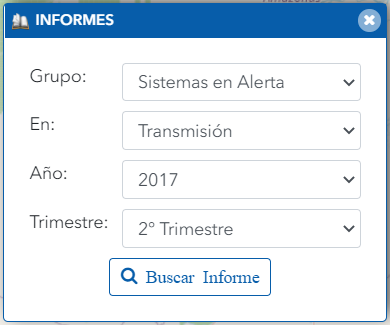 INFORMES
Grupo: Sistemas en Alerta
En: Transmisión
Año: 2017
Trimestre: 2º Trimestre
Buscar Informe